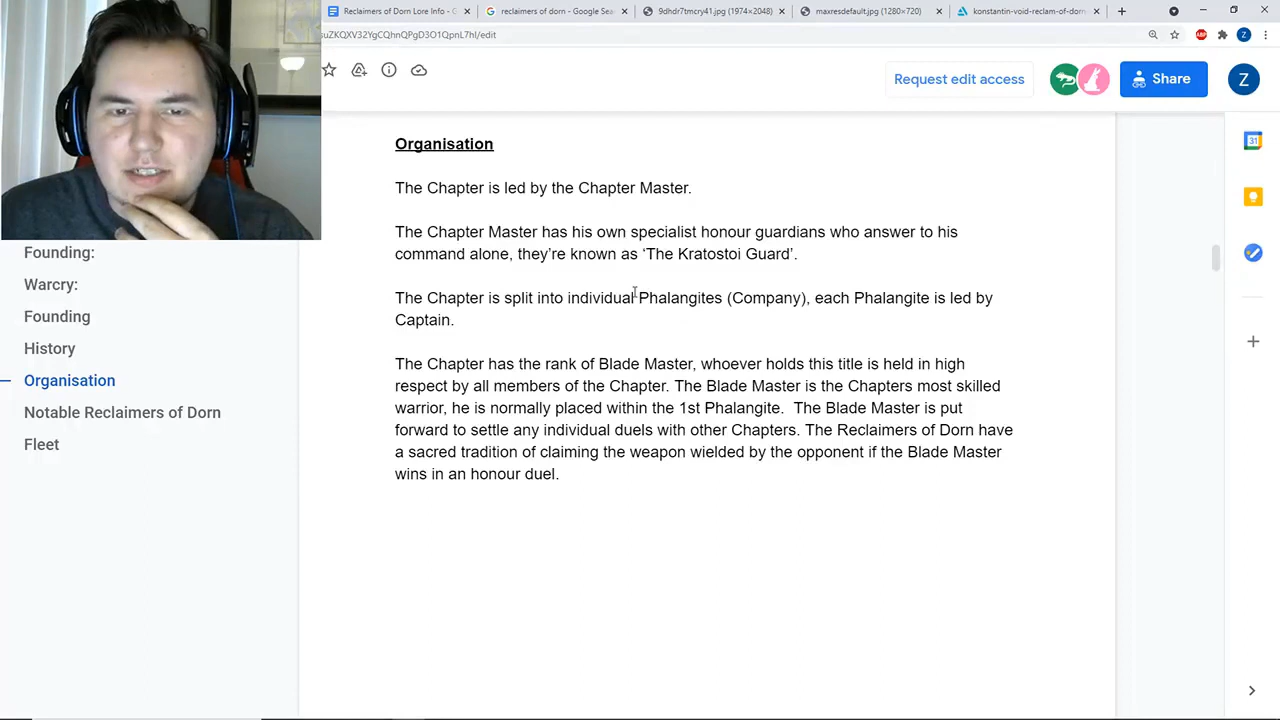 Reclaimers of Dorn Lore Info - G
reclaimers of dorn - Google Sea
9dhdr7tmcry41.jpg (1974×2048)
maxresdefault.jpg (1280×720)
konstantin-void-reclam-of-dorn-
suZKQXV32YgCQhnQPgD3O1QpnL7hI/edit
ABP
Z
Request edit access
Share
Z
31
Founding:
Warcry:
Founding
History
Organisation
Notable Reclaimers of Dorn
Fleet
Organisation
The Chapter is led by the Chapter Master.
The Chapter Master has his own specialist honour guardians who answer to his
command alone, they’re known as ‘The Kratostoi Guard’.
The Chapter is split into individual Phalangites (Company), each Phalangite is led by
Captain.
The Chapter has the rank of Blade Master, whoever holds this title is held in high
respect by all members of the Chapter. The Blade Master is the Chapters most skilled
warrior, he is normally placed within the 1st Phalangite.  The Blade Master is put
forward to settle any individual duels with other Chapters. The Reclaimers of Dorn have
a sacred tradition of claiming the weapon wielded by the opponent if the Blade Master
wins in an honour duel.